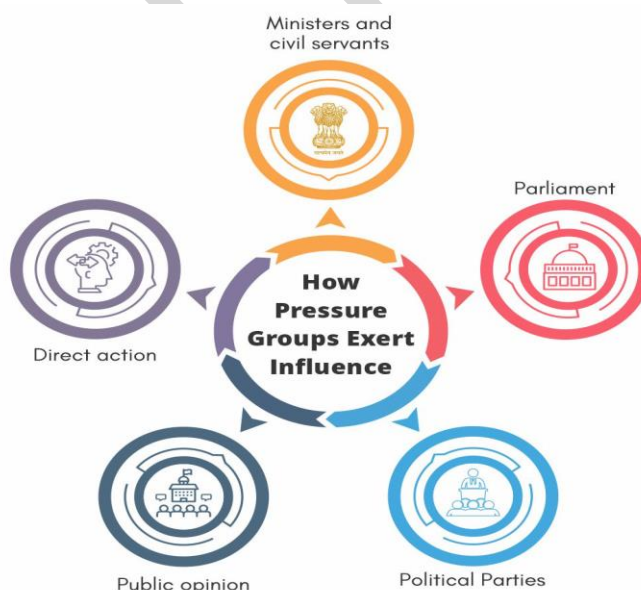 Ministers and
civil servants
Parliament
How
Pressure
Groups Exert
Influence
Direct action
Public opinion
Political Parties